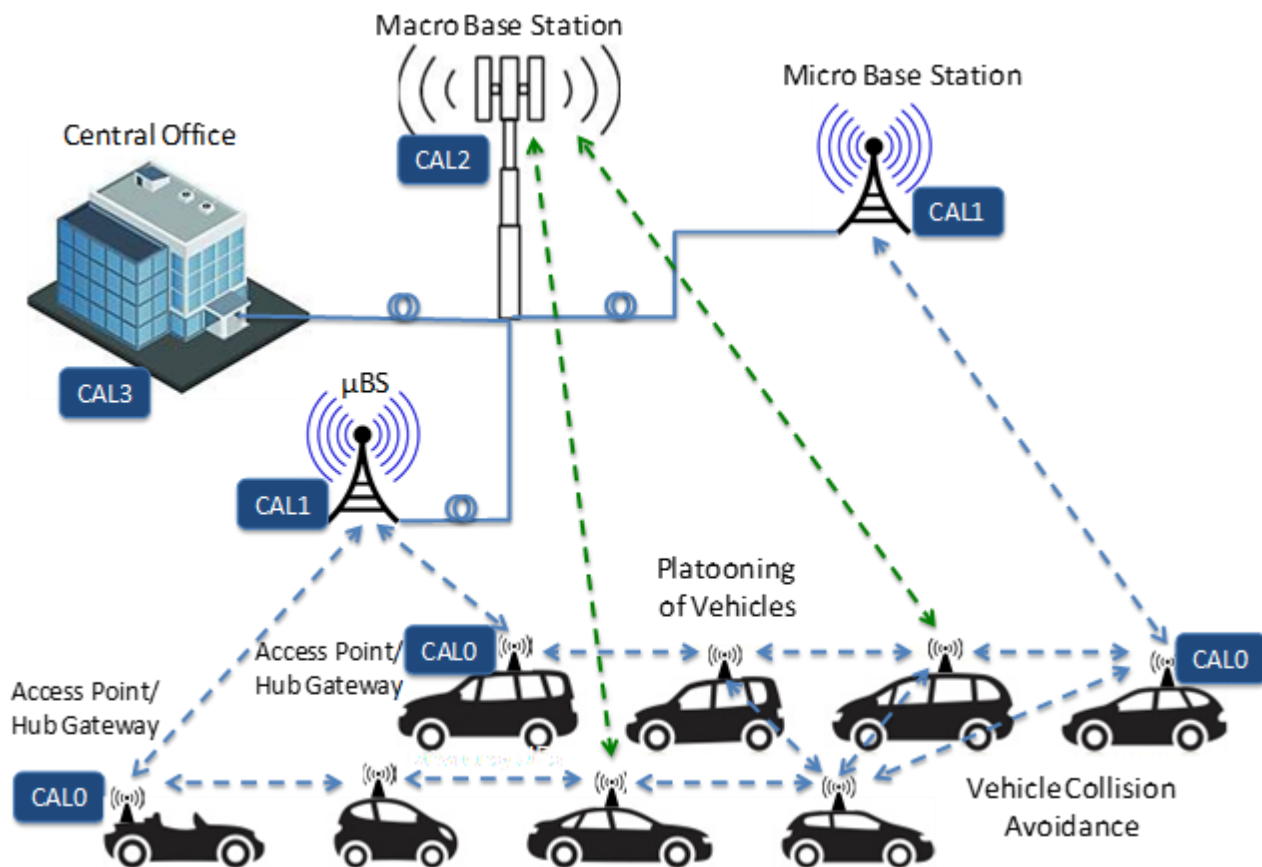 Macro Base Station
Micro Base Station
Central Office
CAL2
CAL1
CAL3
µBS
CAL1
Platooning
of Vehicles
Access Point/
Hub Gateway
CAL0
CAL0
Access Point/
Hub Gateway
CAL0
Vehicle Collision
Avoidance